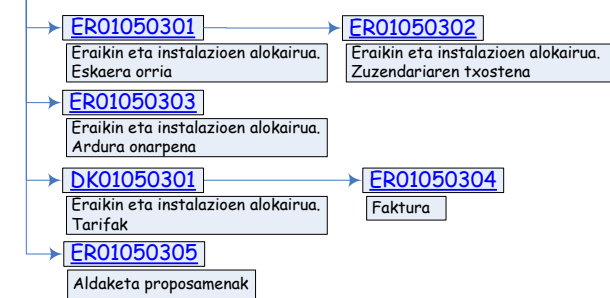 ER01050301
Eraikin eta instalazioen alokairua.
Eskaera orria
ER01050302
Eraikin eta instalazioen alokairua.
Zuzendariaren txostena
ER01050303
Eraikin eta instalazioen alokairua.
Ardura onarpena
DK01050301
Eraikin eta instalazioen alokairua.
Tarifak
ER01050304
Faktura
ER01050305
Aldaketa proposamenak